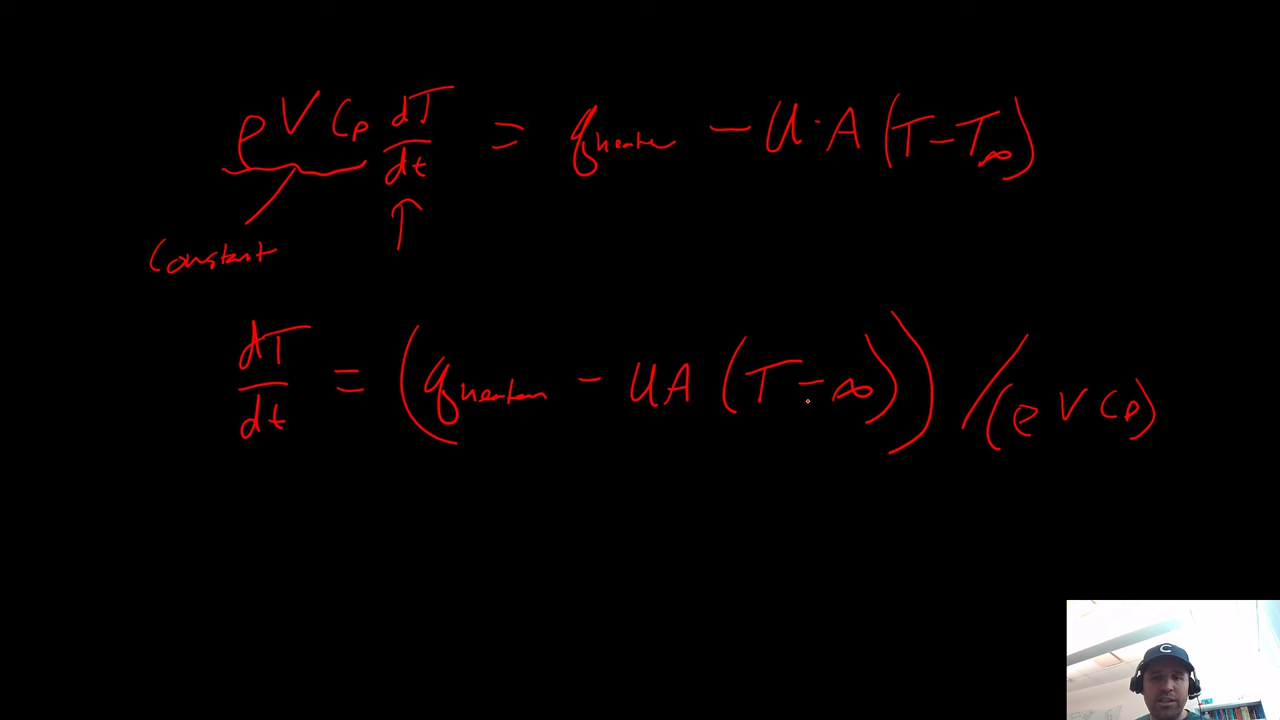 ρVCp dT/dt = q_heater - U·A(T-T∞)
Constant
dT/dt = (q_heater - UA(T-∞))/(ρVCp)
C